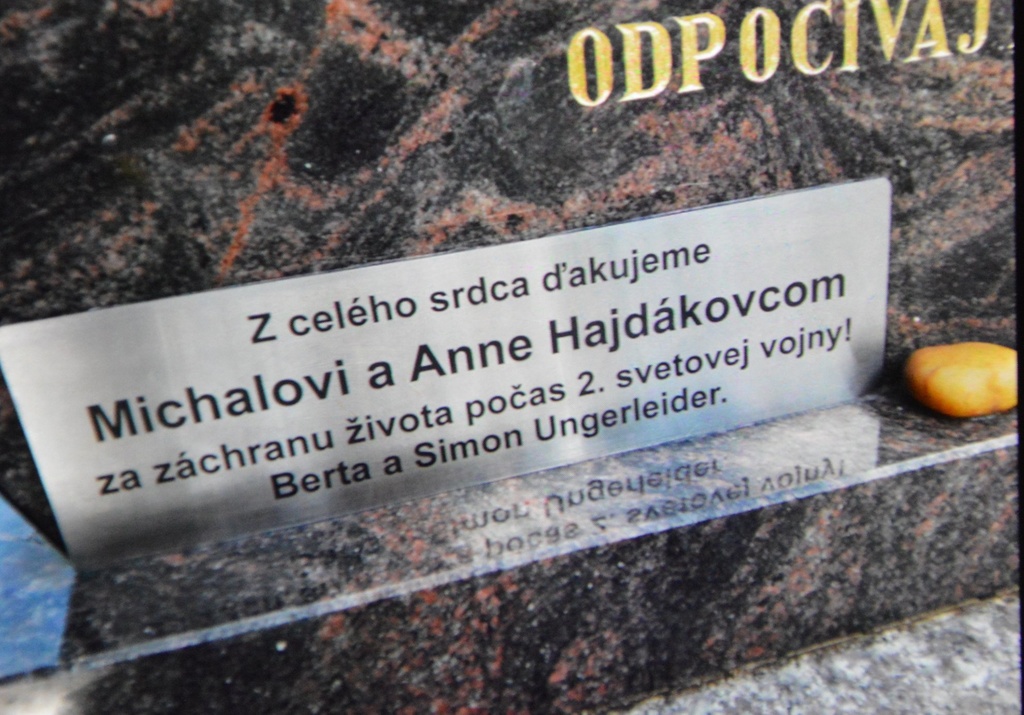 ODPOČÍVAJ
Z celého srdca ďakujeme
Michalovi a Anne Hajdákovcom
za záchranu života počas 2. svetovej vojny!
Berta a Simon Ungerleider.